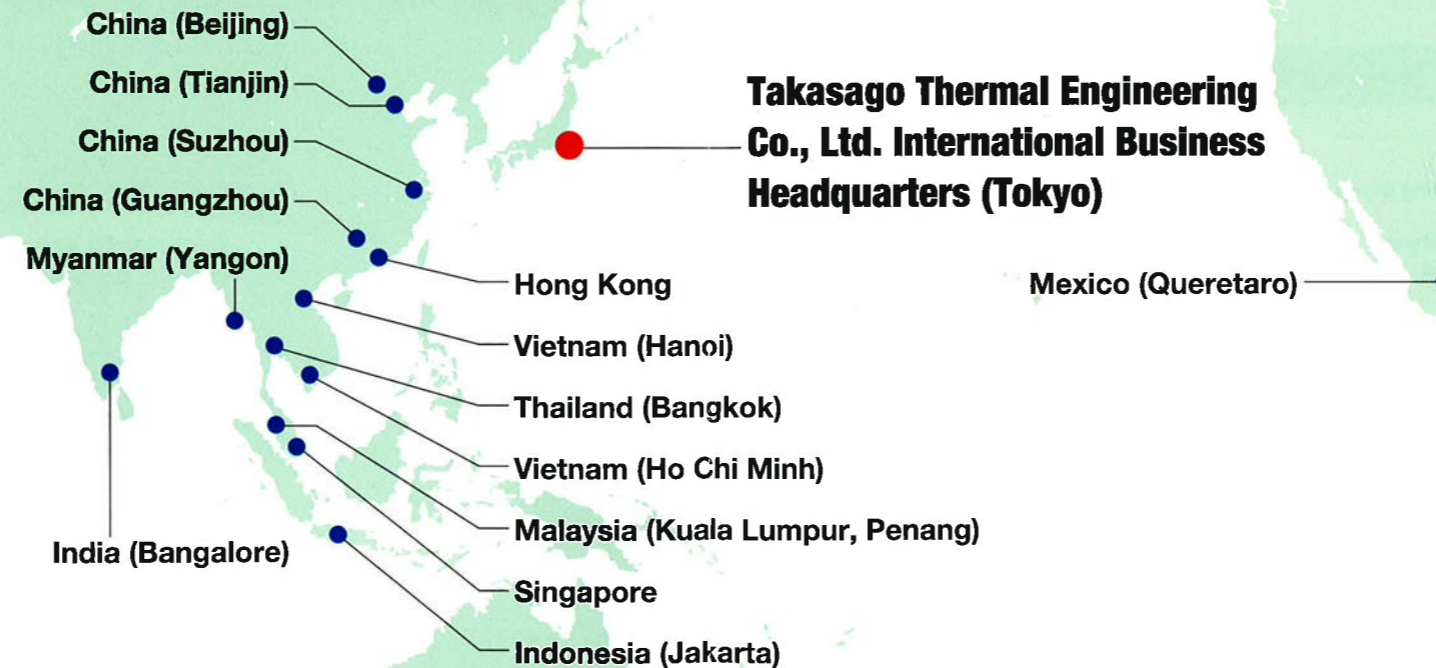 China (Beijing)
China (Tianjin)
China (Suzhou)
China (Guangzhou)
Myanmar (Yangon)
India (Bangalore)
Takasago Thermal Engineering
Co., Ltd. International Business
Headquarters (Tokyo)
Hong Kong
Vietnam (Hanoi)
Thailand (Bangkok)
Vietnam (Ho Chi Minh)
Malaysia (Kuala Lumpur, Penang)
Singapore
Indonesia (Jakarta)
Mexico (Queretaro)